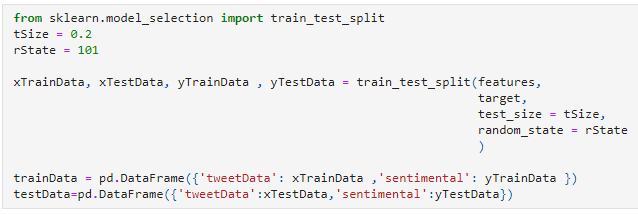 from sklearn.model_selection import train_test_split
tSize = 0.2
rState = 101
xTrainData, xTestData, yTrainData , yTestData = train_test_split(features,
target,
test_size = tSize,
random_state = rState
)
trainData = pd.DataFrame({'tweetData': xTrainData ,'sentimental': yTrainData })
testData=pd.DataFrame({'tweetData':xTestData,'sentimental':yTestData})